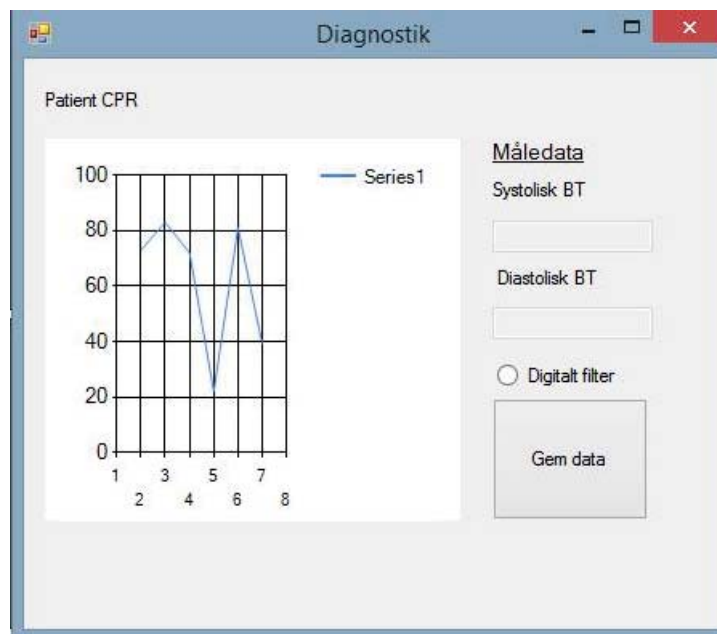 Diagnostik
Patient CPR
100
80
60
40
20
0
1 3 5 7
2 4 6 8
Series1
Måledata
Systolisk BT
Diastolisk BT
Digitalt filter
Gem data